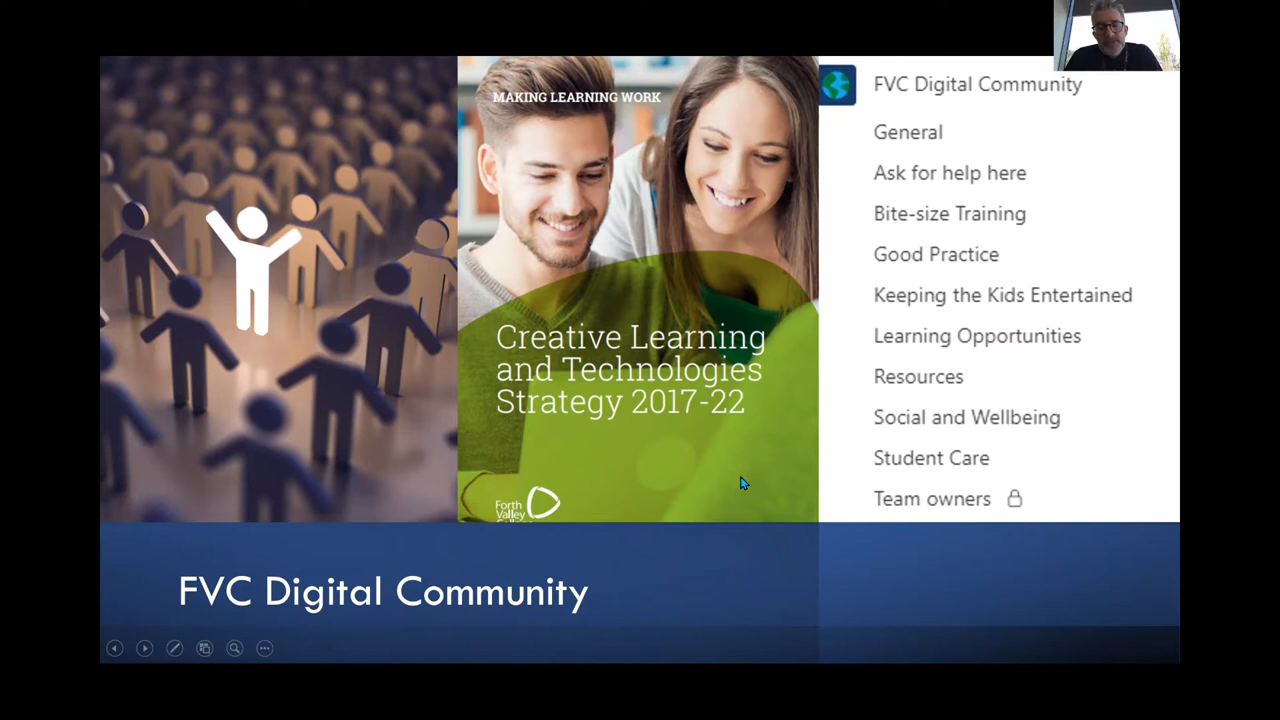 MAKING LEARNING WORK
Creative Learning
and Technologies
Strategy 2017-22
Forth
Valley
FVC Digital Community
General
Ask for help here
Bite-size Training
Good Practice
Keeping the Kids Entertained
Learning Opportunities
Resources
Social and Wellbeing
Student Care
Team owners
FVC Digital Community